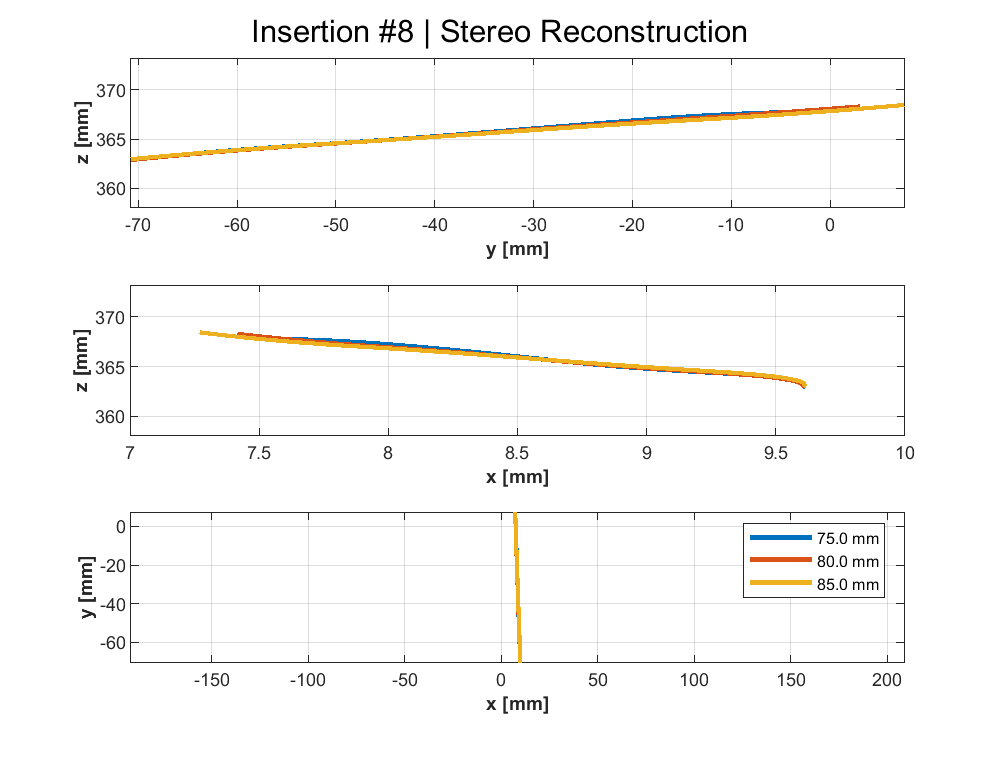 Insertion #8 | Stereo Reconstruction
370
365
360
z [mm]
-70 -60 -50 -40 -30 -20 -10 0
y [mm]
370
365
360
z [mm]
7 7.5 8 8.5 9 9.5 10
x [mm]
0
-20
-40
-60
y [mm]
75.0 mm
80.0 mm
85.0 mm
-150 -100 -50 0 50 100 150 200
x [mm]